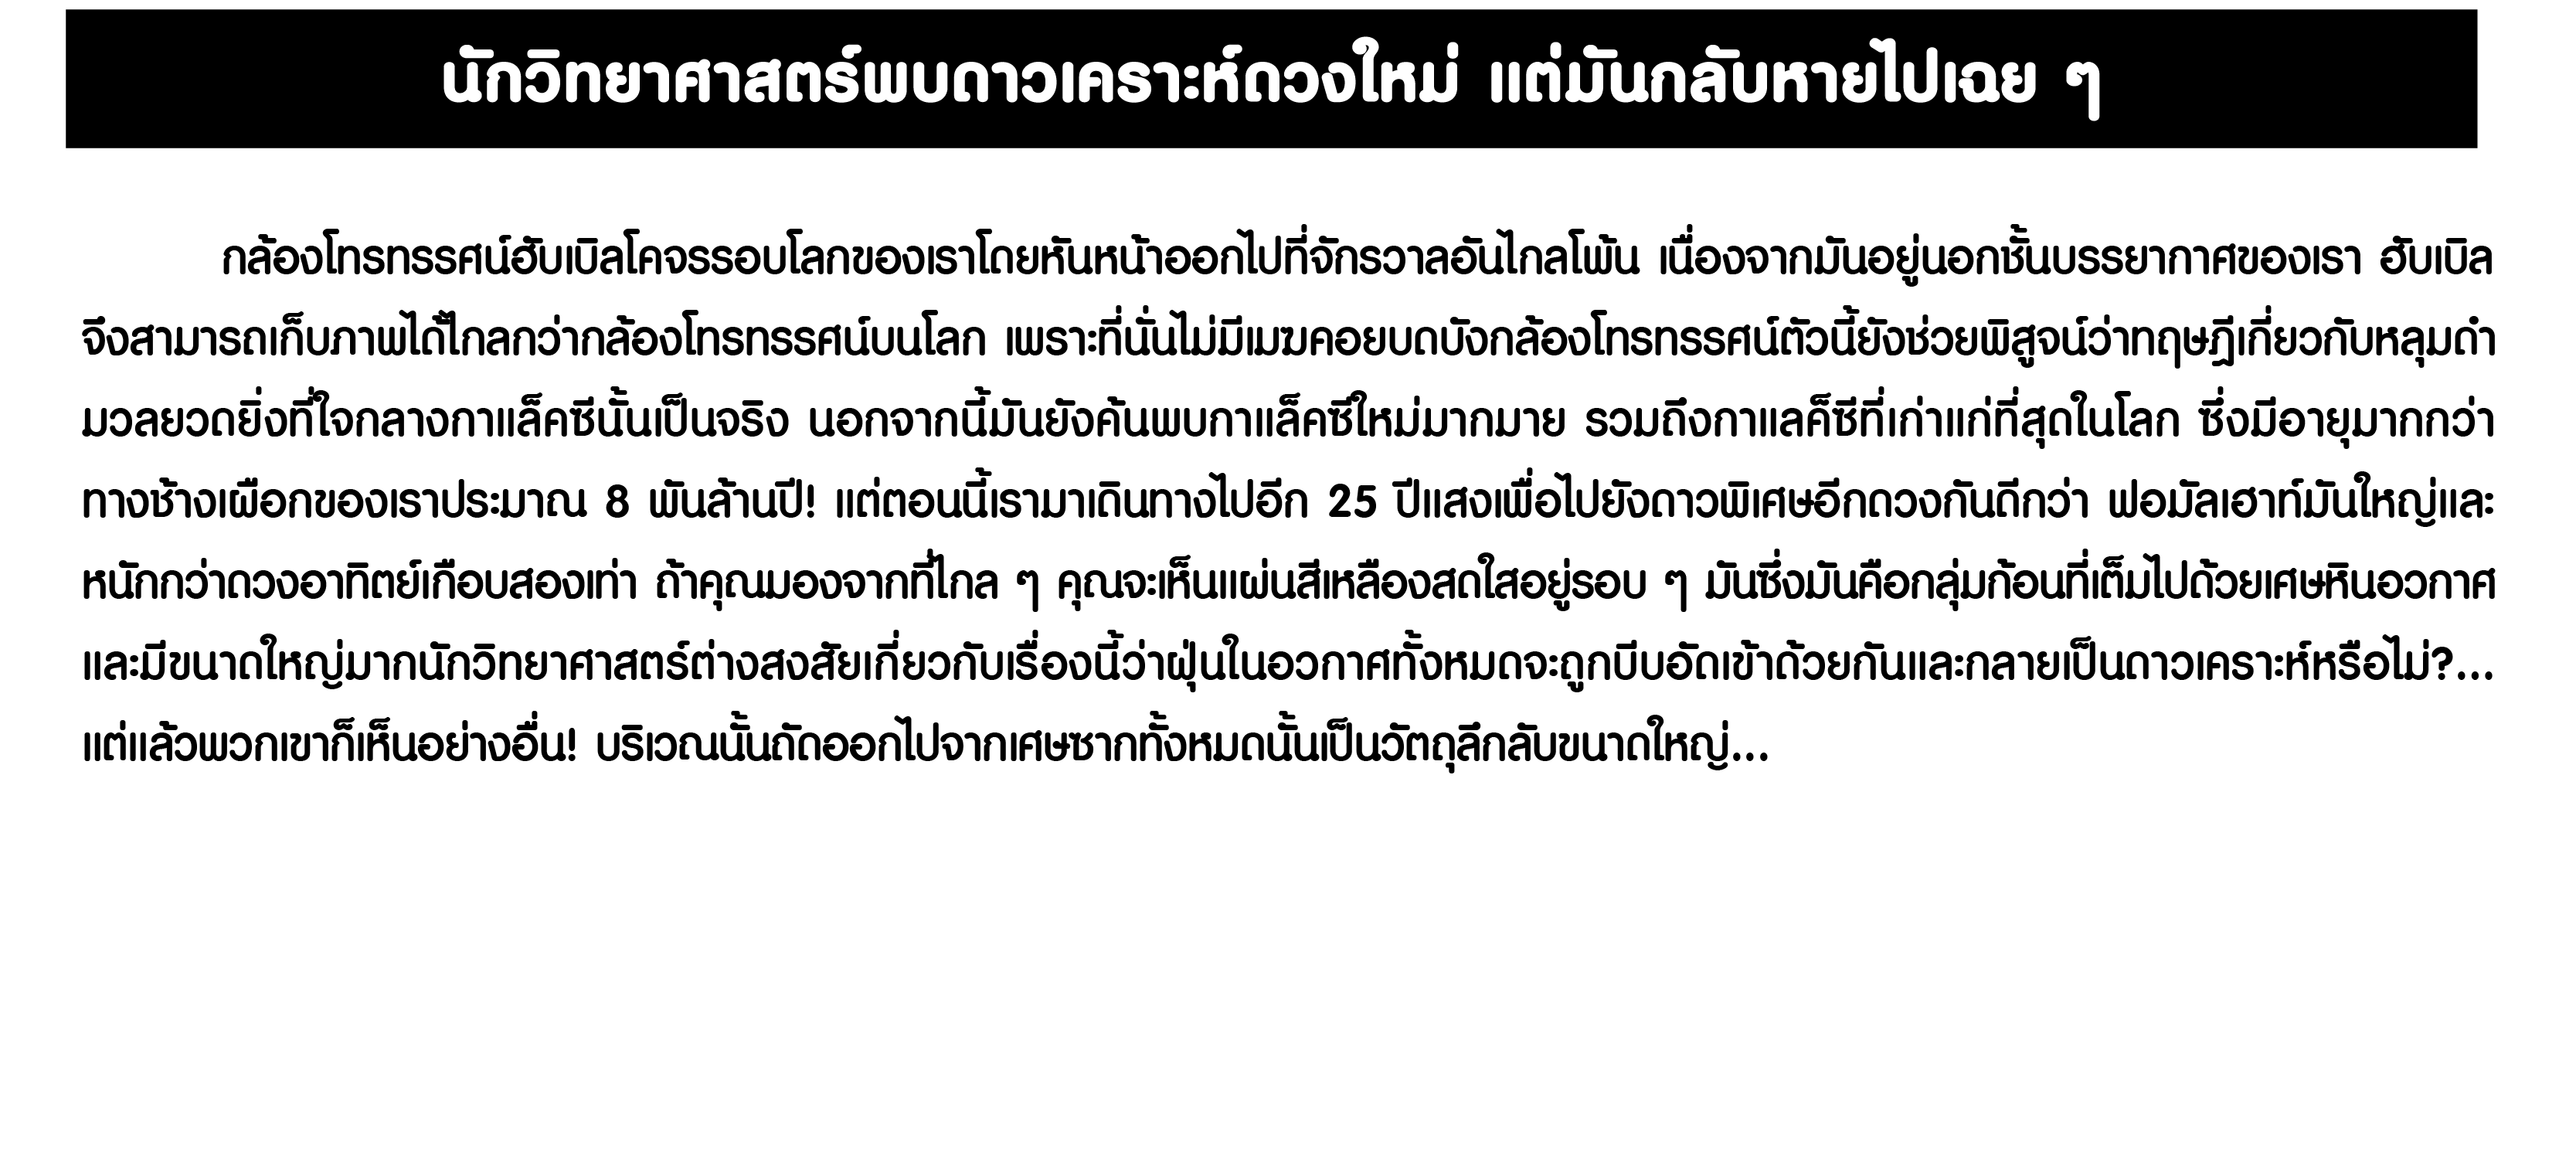 นักวิทยาศาสตร์พบดาวเคราะห์ดวงใหม่ แต่มันกลับหายไปเฉย ๆ
กล้องโทรทรรศน์ฮับเบิลโคจรรอบโลกของเราโดยหันหน้าออกไปที่จักรวาลอันไกลโพ้น เนื่องจากมันอยู่นอกชั้นบรรยากาศของเรา ฮับเบิล
จึงสามารถเก็บภาพได้ไกลกว่ากล้องโทรทรรศน์บนโลก เพราะที่นั่นไม่มีเมฆคอยบดบังกล้องโทรทรรศน์ตัวนี้ยังช่วยพิสูจน์ว่าทฤษฎีเกี่ยวกับหลุมดำ
มวลยวดยิ่งที่ใจกลางกาแล็คซีนั้นเป็นจริง นอกจากนี้มันยังค้นพบกาแล็คซีใหม่มากมาย รวมถึงกาแลค็ซีที่เก่าแก่ที่สุดในโลก ซึ่งมีอายุมากกว่า
ทางช้างเผือกของเราประมาณ 8 พันล้านปี! แต่ตอนนี้เรามาเดินทางไปอีก 25 ปีแสงเพื่อไปยังดาวพิเศษอีกดวงกันดีกว่า ฟอมัลเฮาท์มันใหญ่และ
หนักกว่าดวงอาทิตย์เกือบสองเท่า ถ้าคุณมองจากที่ไกล ๆ คุณจะเห็นแผ่นสีเหลืองสดใสอยู่รอบ ๆ มันซึ่งมันคือกลุ่มก้อนที่เต็มไปด้วยเศษหินอวกาศ
และมีขนาดใหญ่มากนักวิทยาศาสตร์ต่างสงสัยเกี่ยวกับเรื่องนี้ว่าฝุ่นในอวกาศทั้งหมดจะถูกบีบอัดเข้าด้วยกันและกลายเป็นดาวเคราะห์หรือไม่?...
แต่แล้วพวกเขาก็เห็นอย่างอื่น! บริเวณนั้นถัดออกไปจากเศษซากทั้งหมดนั้นเป็นวัตถุลึกลับขนาดใหญ่...